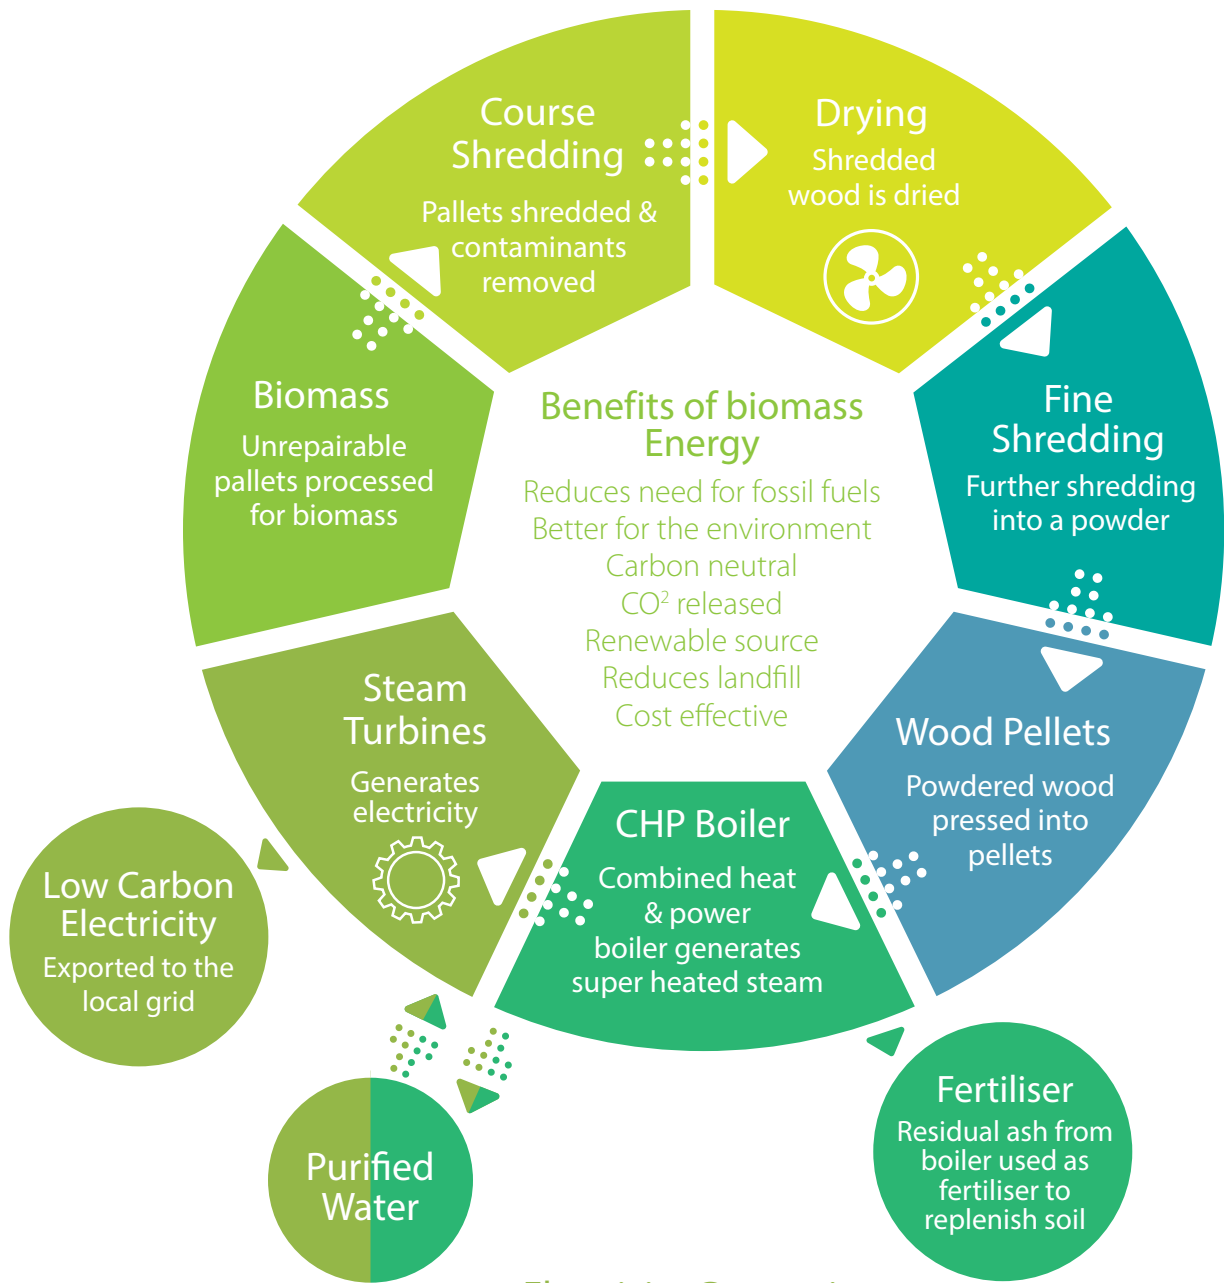 Course
Shredding
Pallets shredded &
contaminants
removed
Drying
Shredded
wood is dried
Fine
Shredding
Further shredding
into a powder
Wood Pellets
Powdered wood
pressed into
pellets
CHP Boiler
Combined heat
& power
boiler generates
super heated steam
Steam
Turbines
Generates
electricity
Biomass
Unrepairable
pallets processed
for biomass
Benefits of biomass
Energy
Reduces need for fossil fuels
Better for the environment
Carbon neutral
CO² released
Renewable source
Reduces landfill
Cost effective
Low Carbon
Electricity
Exported to the
local grid
Purified
Water
Fertiliser
Residual ash from
boiler used as
fertiliser to
replenish soil